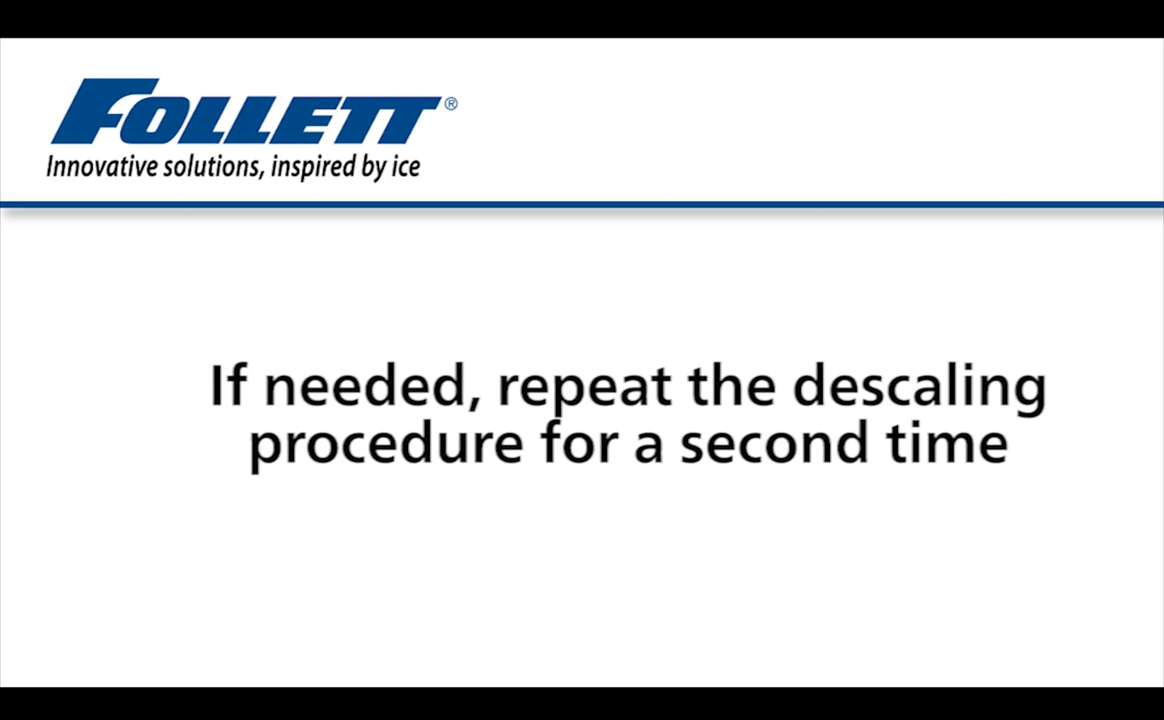 FOLLETT®
Innovative solutions, inspired by ice
If needed, repeat the descaling
procedure for a second time